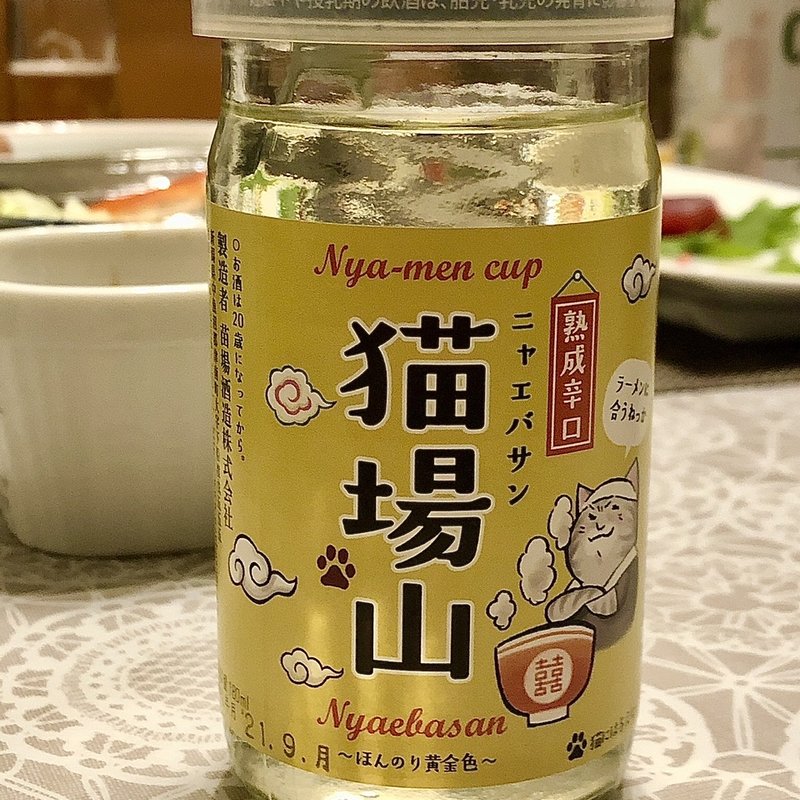 Nya-men cup
熟成辛口
ニャエバサン
猫場山
ラーメンに
合うねっ
○お酒は20歳になってから。
製造者 苗場酒造株式会社
Nyaebasan
180ml
'21.9.月
～ほんのり黄金色～